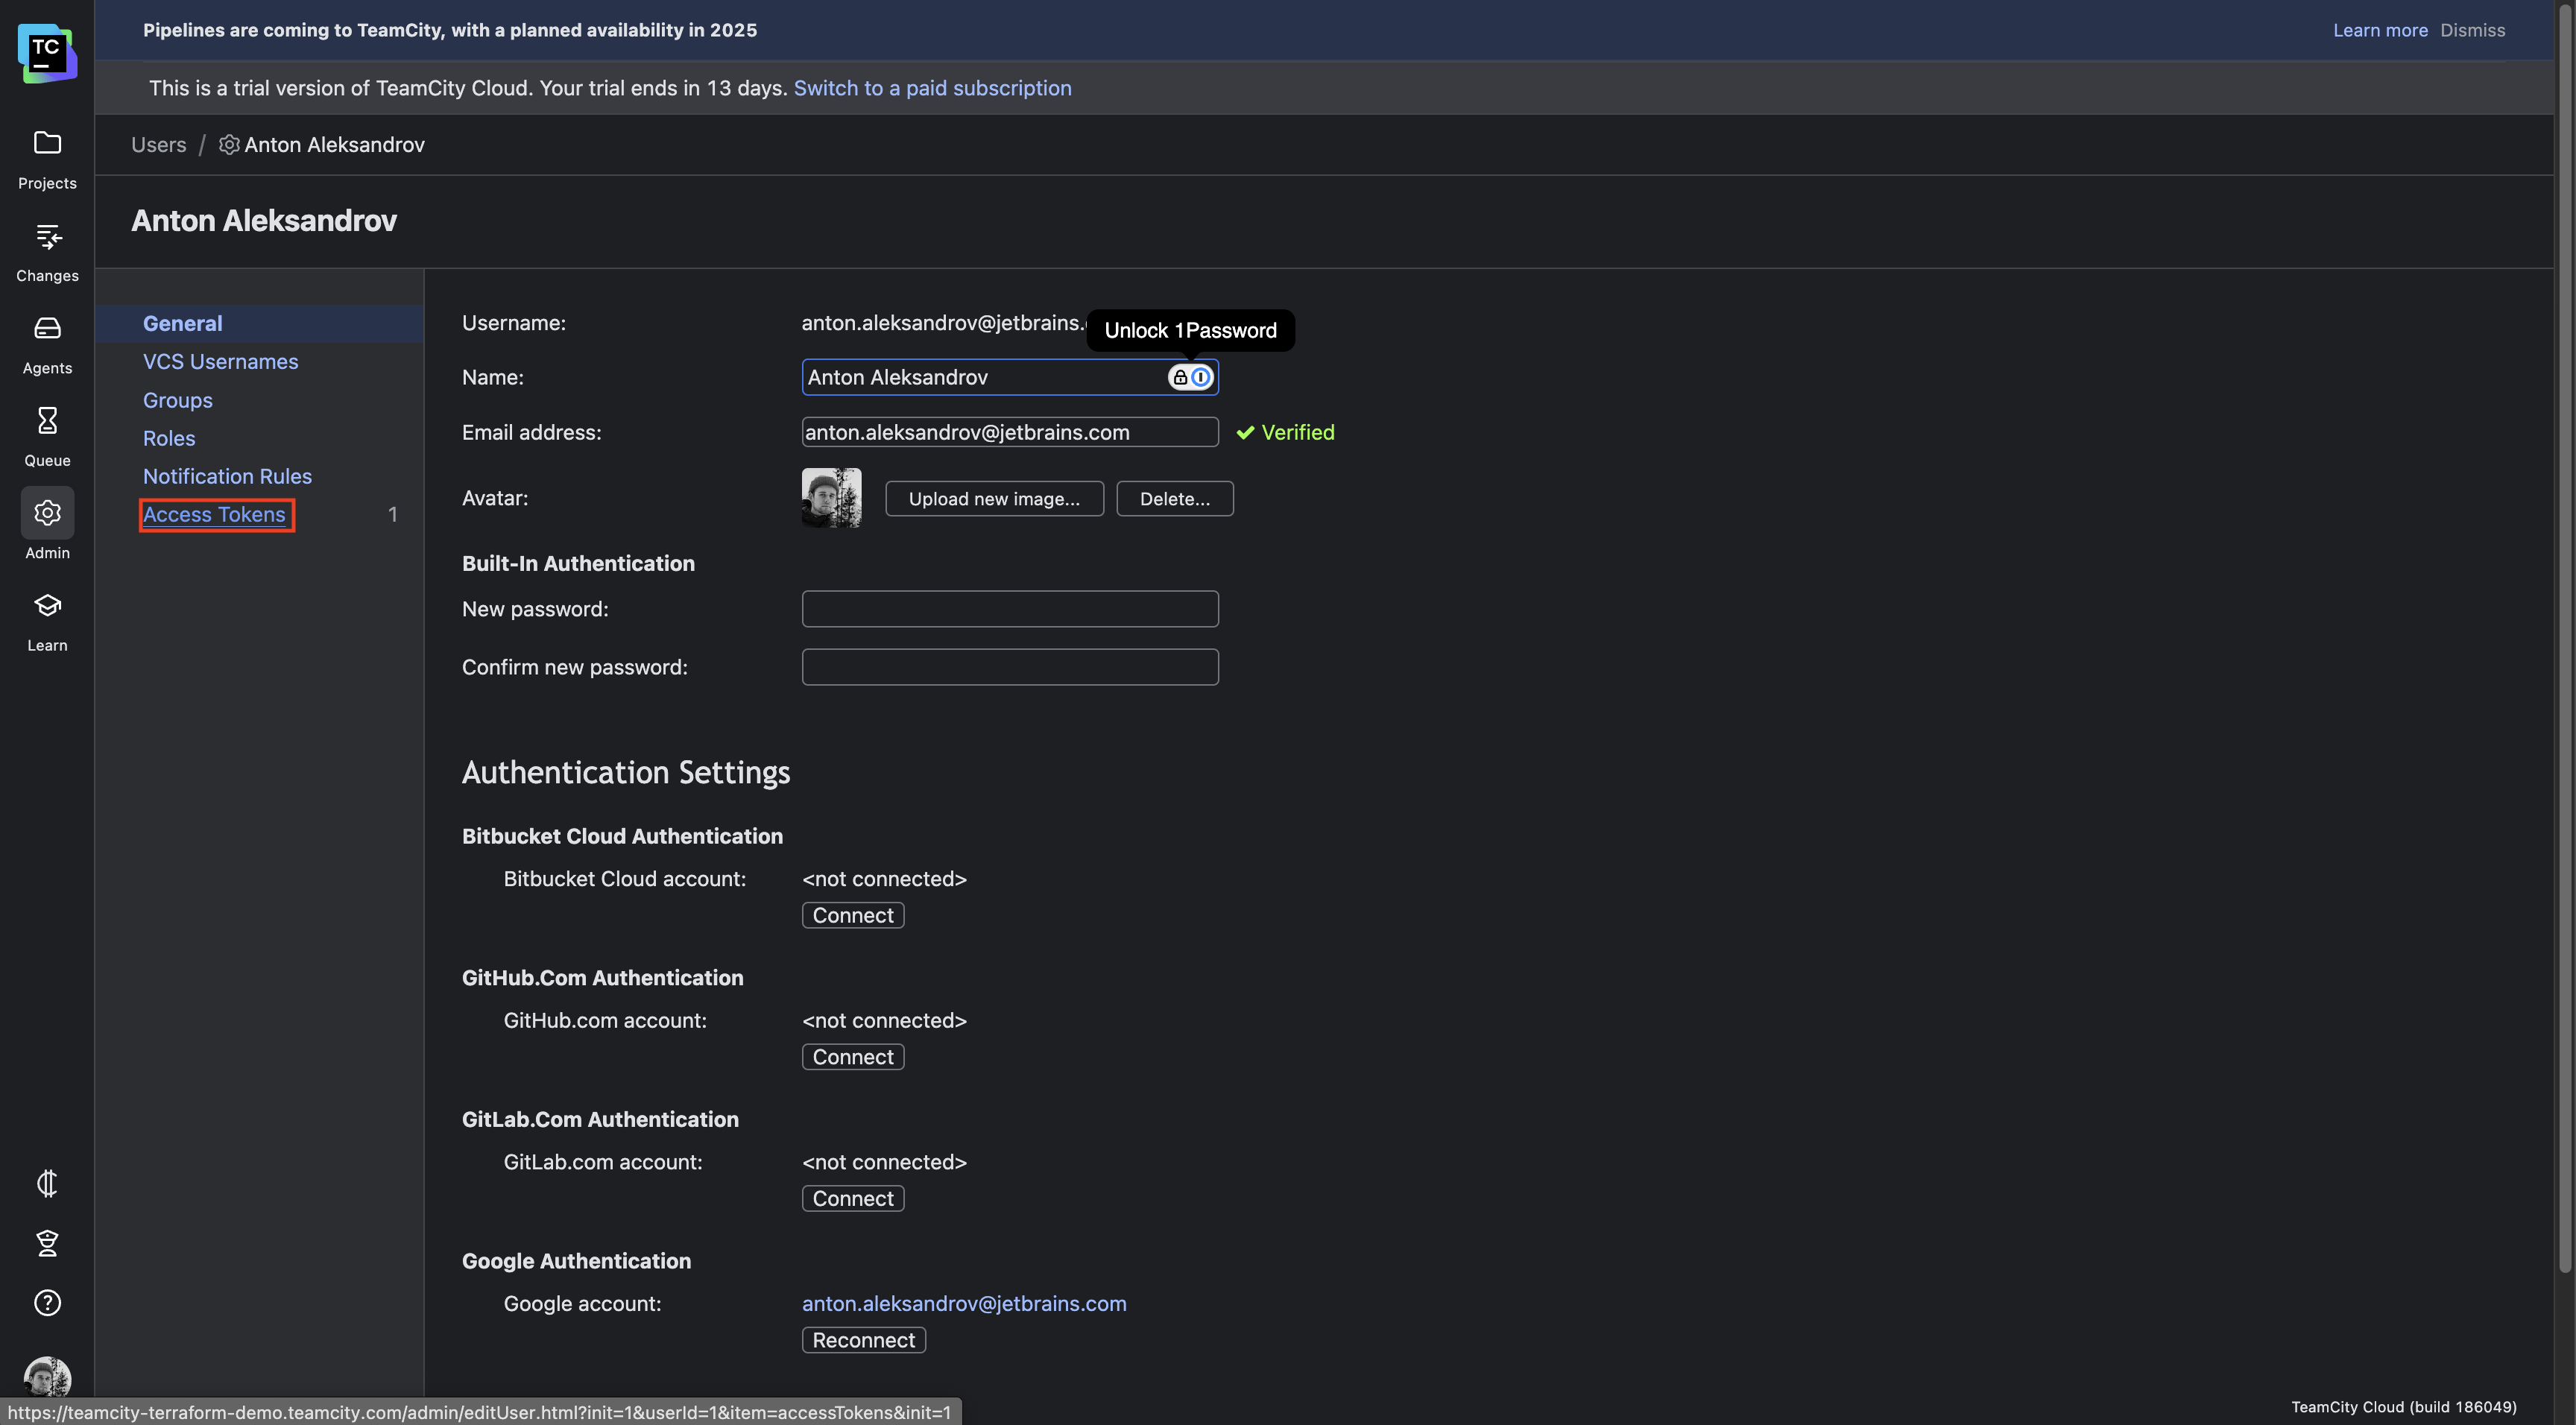 Pipelines are coming to TeamCity, with a planned availability in 2025
Learn more Dismiss
TC
This is a trial version of TeamCity Cloud. Your trial ends in 13 days. Switch to a paid subscription
Users / Anton Aleksandrov
Projects
Anton Aleksandrov
Changes
Agents
Queue
Admin
Learn
General
VCS Usernames
Groups
Roles
Notification Rules
Access Tokens 1
Username: anton.aleksandrov@jetbrains.
Unlock 1Password
Name: Anton Aleksandrov
Email address: anton.aleksandrov@jetbrains.com Verified
Avatar: Upload new image... Delete...
Built-In Authentication
New password:
Confirm new password:
Authentication Settings
Bitbucket Cloud Authentication
Bitbucket Cloud account: <not connected>
Connect
GitHub.Com Authentication
GitHub.com account: <not connected>
Connect
GitLab.Com Authentication
GitLab.com account: <not connected>
Connect
Google Authentication
Google account: anton.aleksandrov@jetbrains.com
Reconnect
https://teamcity-terraform-demo.teamcity.com/admin/editUser.html?init=1&userId=1&item=accessTokens&init=1
TeamCity Cloud (build 186049)